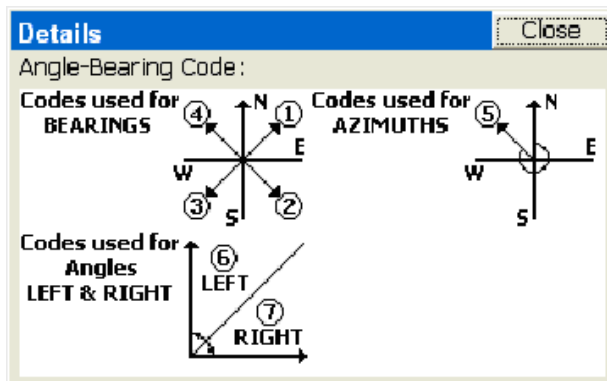 Details
Close
Angle-Bearing Code:
Codes used for
BEARINGS
4
N
1
E
W
3
S
2
Codes used for
AZIMUTHS
5
N
E
W
S
Codes used for
Angles
LEFT & RIGHT
6
LEFT
7
RIGHT